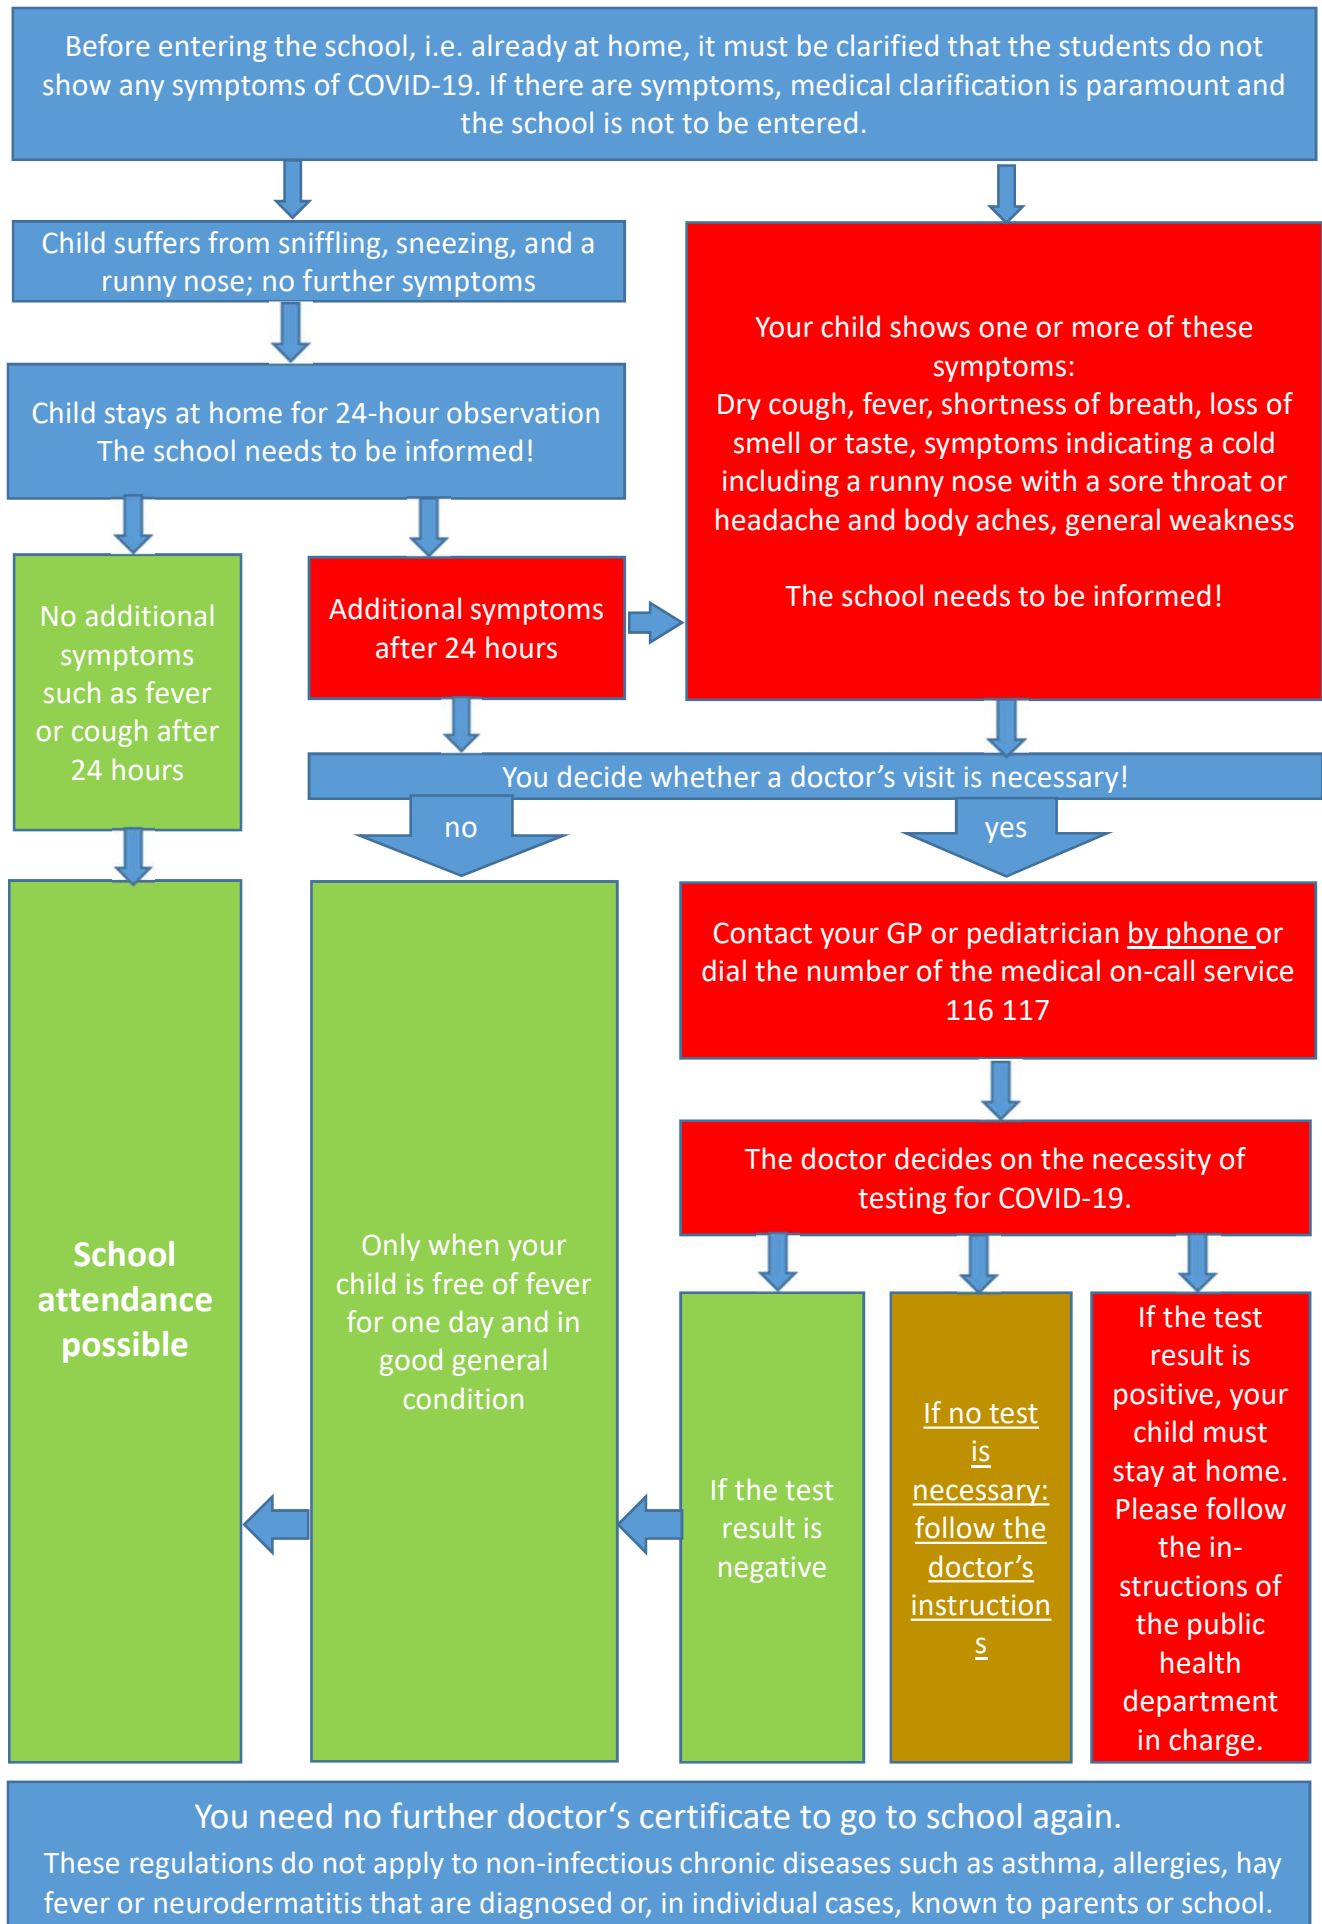 Before entering the school, i.e. already at home, it must be clarified that the students do not
show any symptoms of COVID-19. If there are symptoms, medical clarification is paramount and
the school is not to be entered.
Child suffers from sniffling, sneezing, and a
runny nose; no further symptoms
Child stays at home for 24-hour observation
The school needs to be informed!
Your child shows one or more of these
symptoms:
Dry cough, fever, shortness of breath, loss of
smell or taste, symptoms indicating a cold
including a runny nose with a sore throat or
headache and body aches, general weakness
The school needs to be informed!
No additional
symptoms
such as fever
or cough after
24 hours
Additional symptoms
after 24 hours
You decide whether a doctor’s visit is necessary!
no
yes
School
attendance
possible
Only when your
child is free of fever
for one day and in
good general
condition
Contact your GP or pediatrician by phone or
dial the number of the medical on-call service
116 117
The doctor decides on the necessity of
testing for COVID-19.
If the test
result is
negative
If no test
is
necessary:
follow the
doctor’s
instruction
s
If the test
result is
positive, your
child must
stay at home.
Please follow
the in-
structions of
the public
health
department
in charge.
You need no further doctor‘s certificate to go to school again.
These regulations do not apply to non-infectious chronic diseases such as asthma, allergies, hay
fever or neurodermatitis that are diagnosed or, in individual cases, known to parents or school.